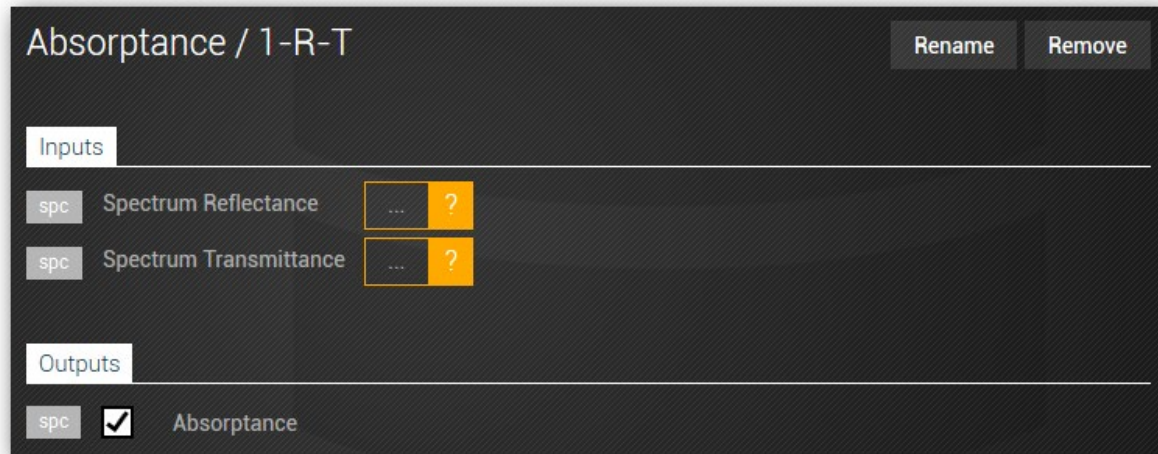 Absorptance / 1-R-T
Rename Remove
Inputs
spc Spectrum Reflectance ... ?
spc Spectrum Transmittance ... ?
Outputs
spc Absorptance